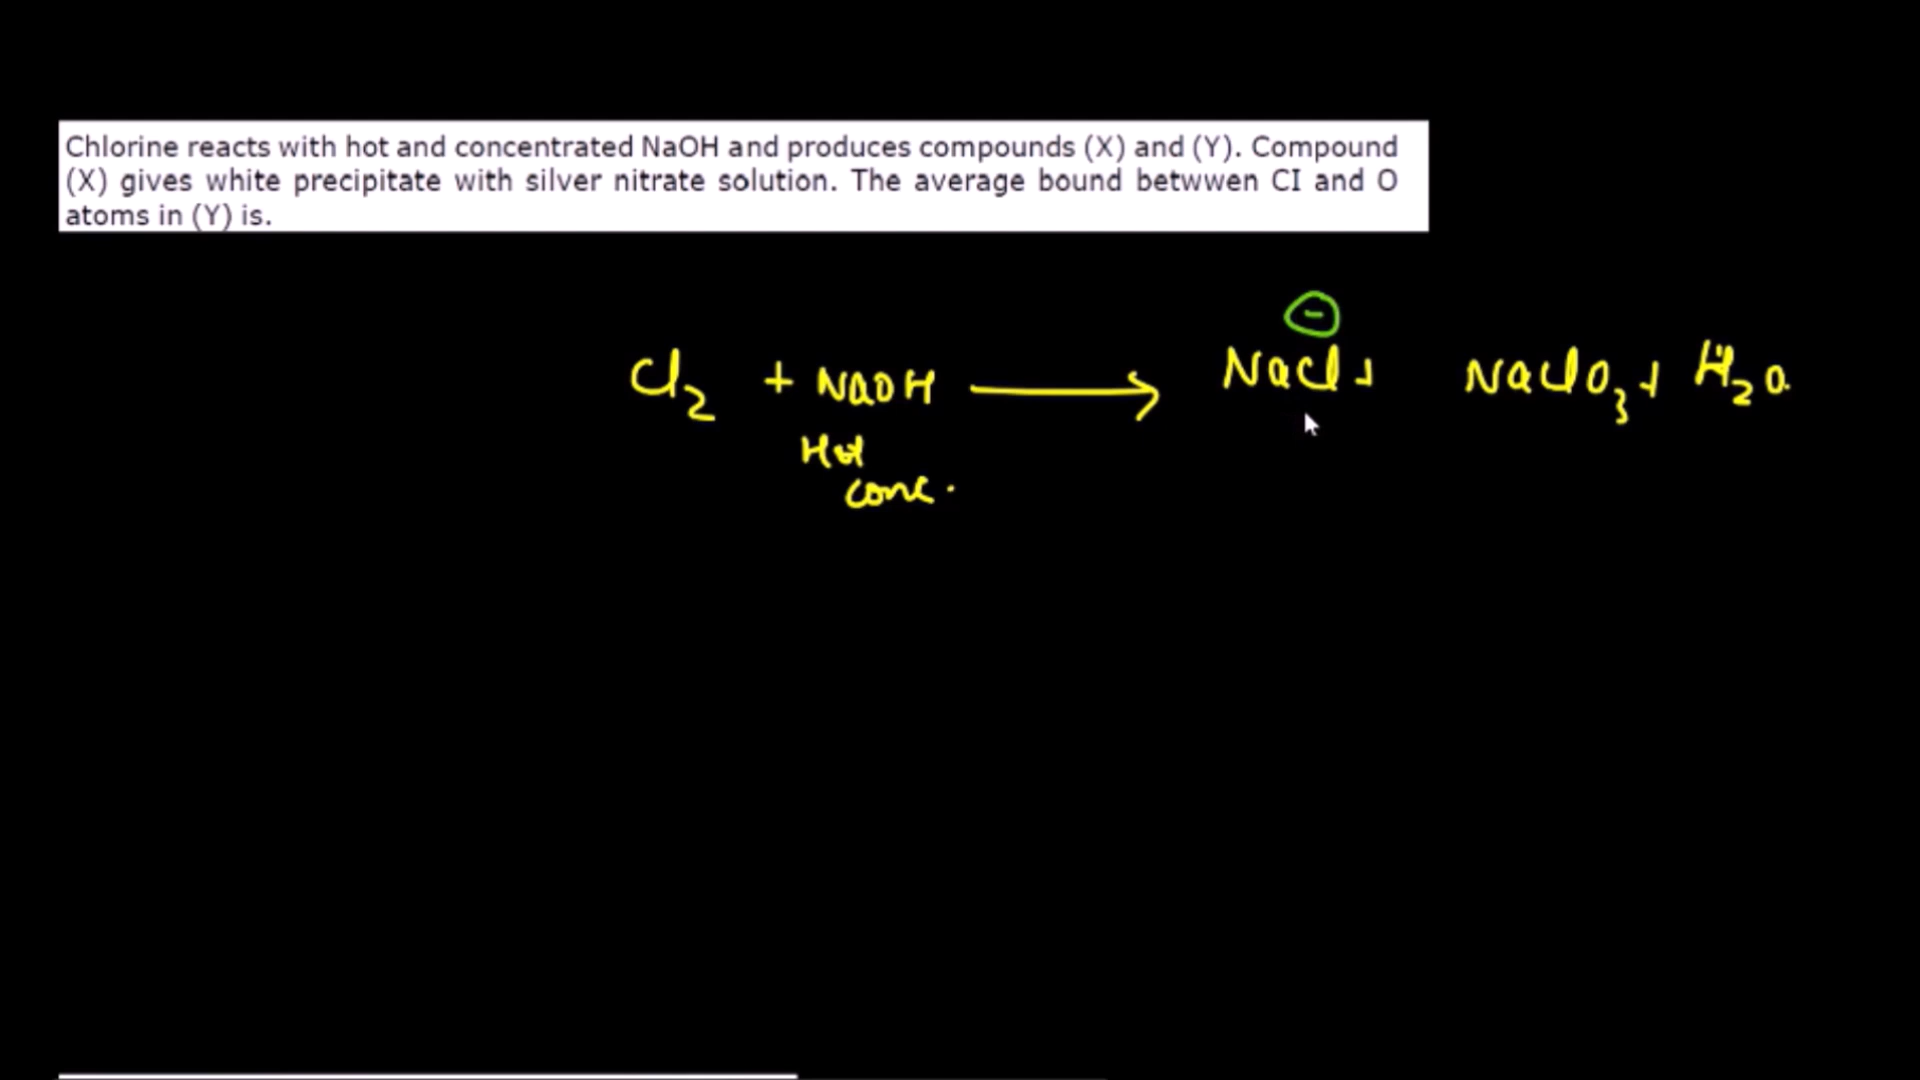 Chlorine reacts with hot and concentrated NaOH and produces compounds (X) and (Y). Compound
(X) gives white precipitate with silver nitrate solution. The average bound betwwen CI and O
atoms in (Y) is.
⊖
Cl₂ + NaOH ⟶ NaCl + NaClO₃ + H₂O
Hot
conc.